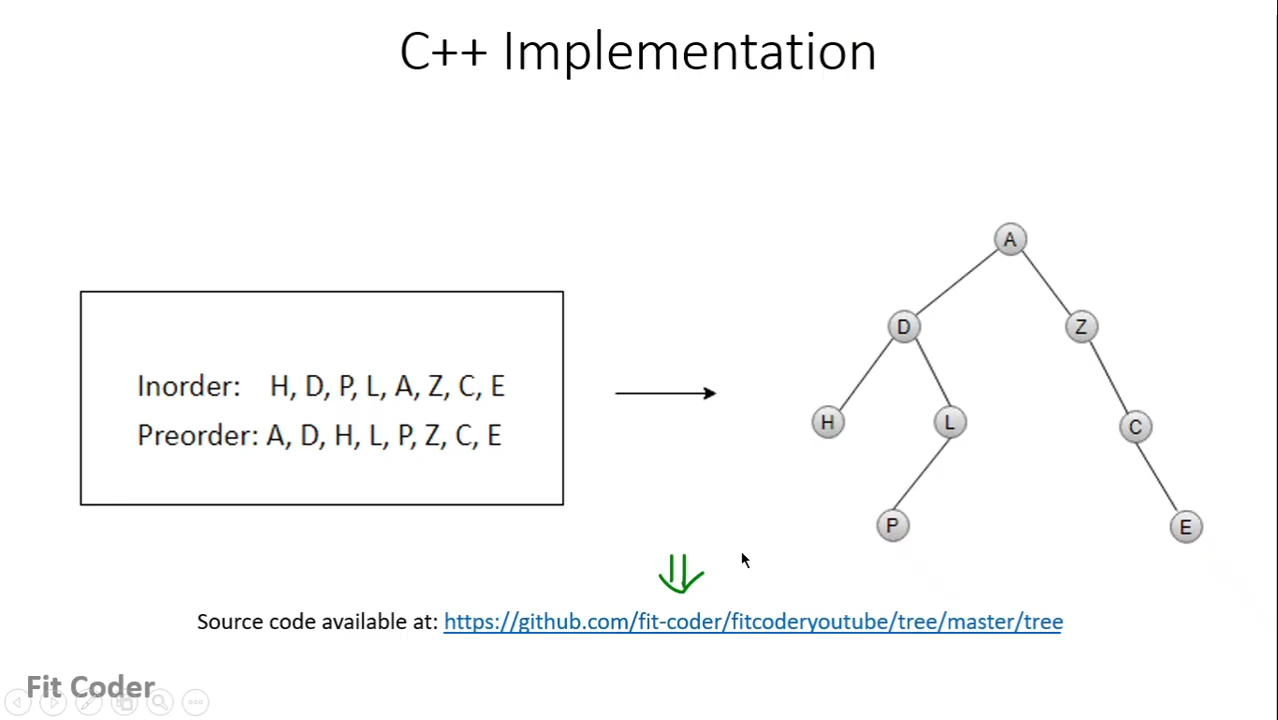 C++ Implementation
A
D
Z
Inorder: H, D, P, L, A, Z, C, E
Preorder: A, D, H, L, P, Z, C, E
H
L
C
P
E
Source code available at: https://github.com/fit-coder/fitcoderyoutube/tree/master/tree
Fit Coder